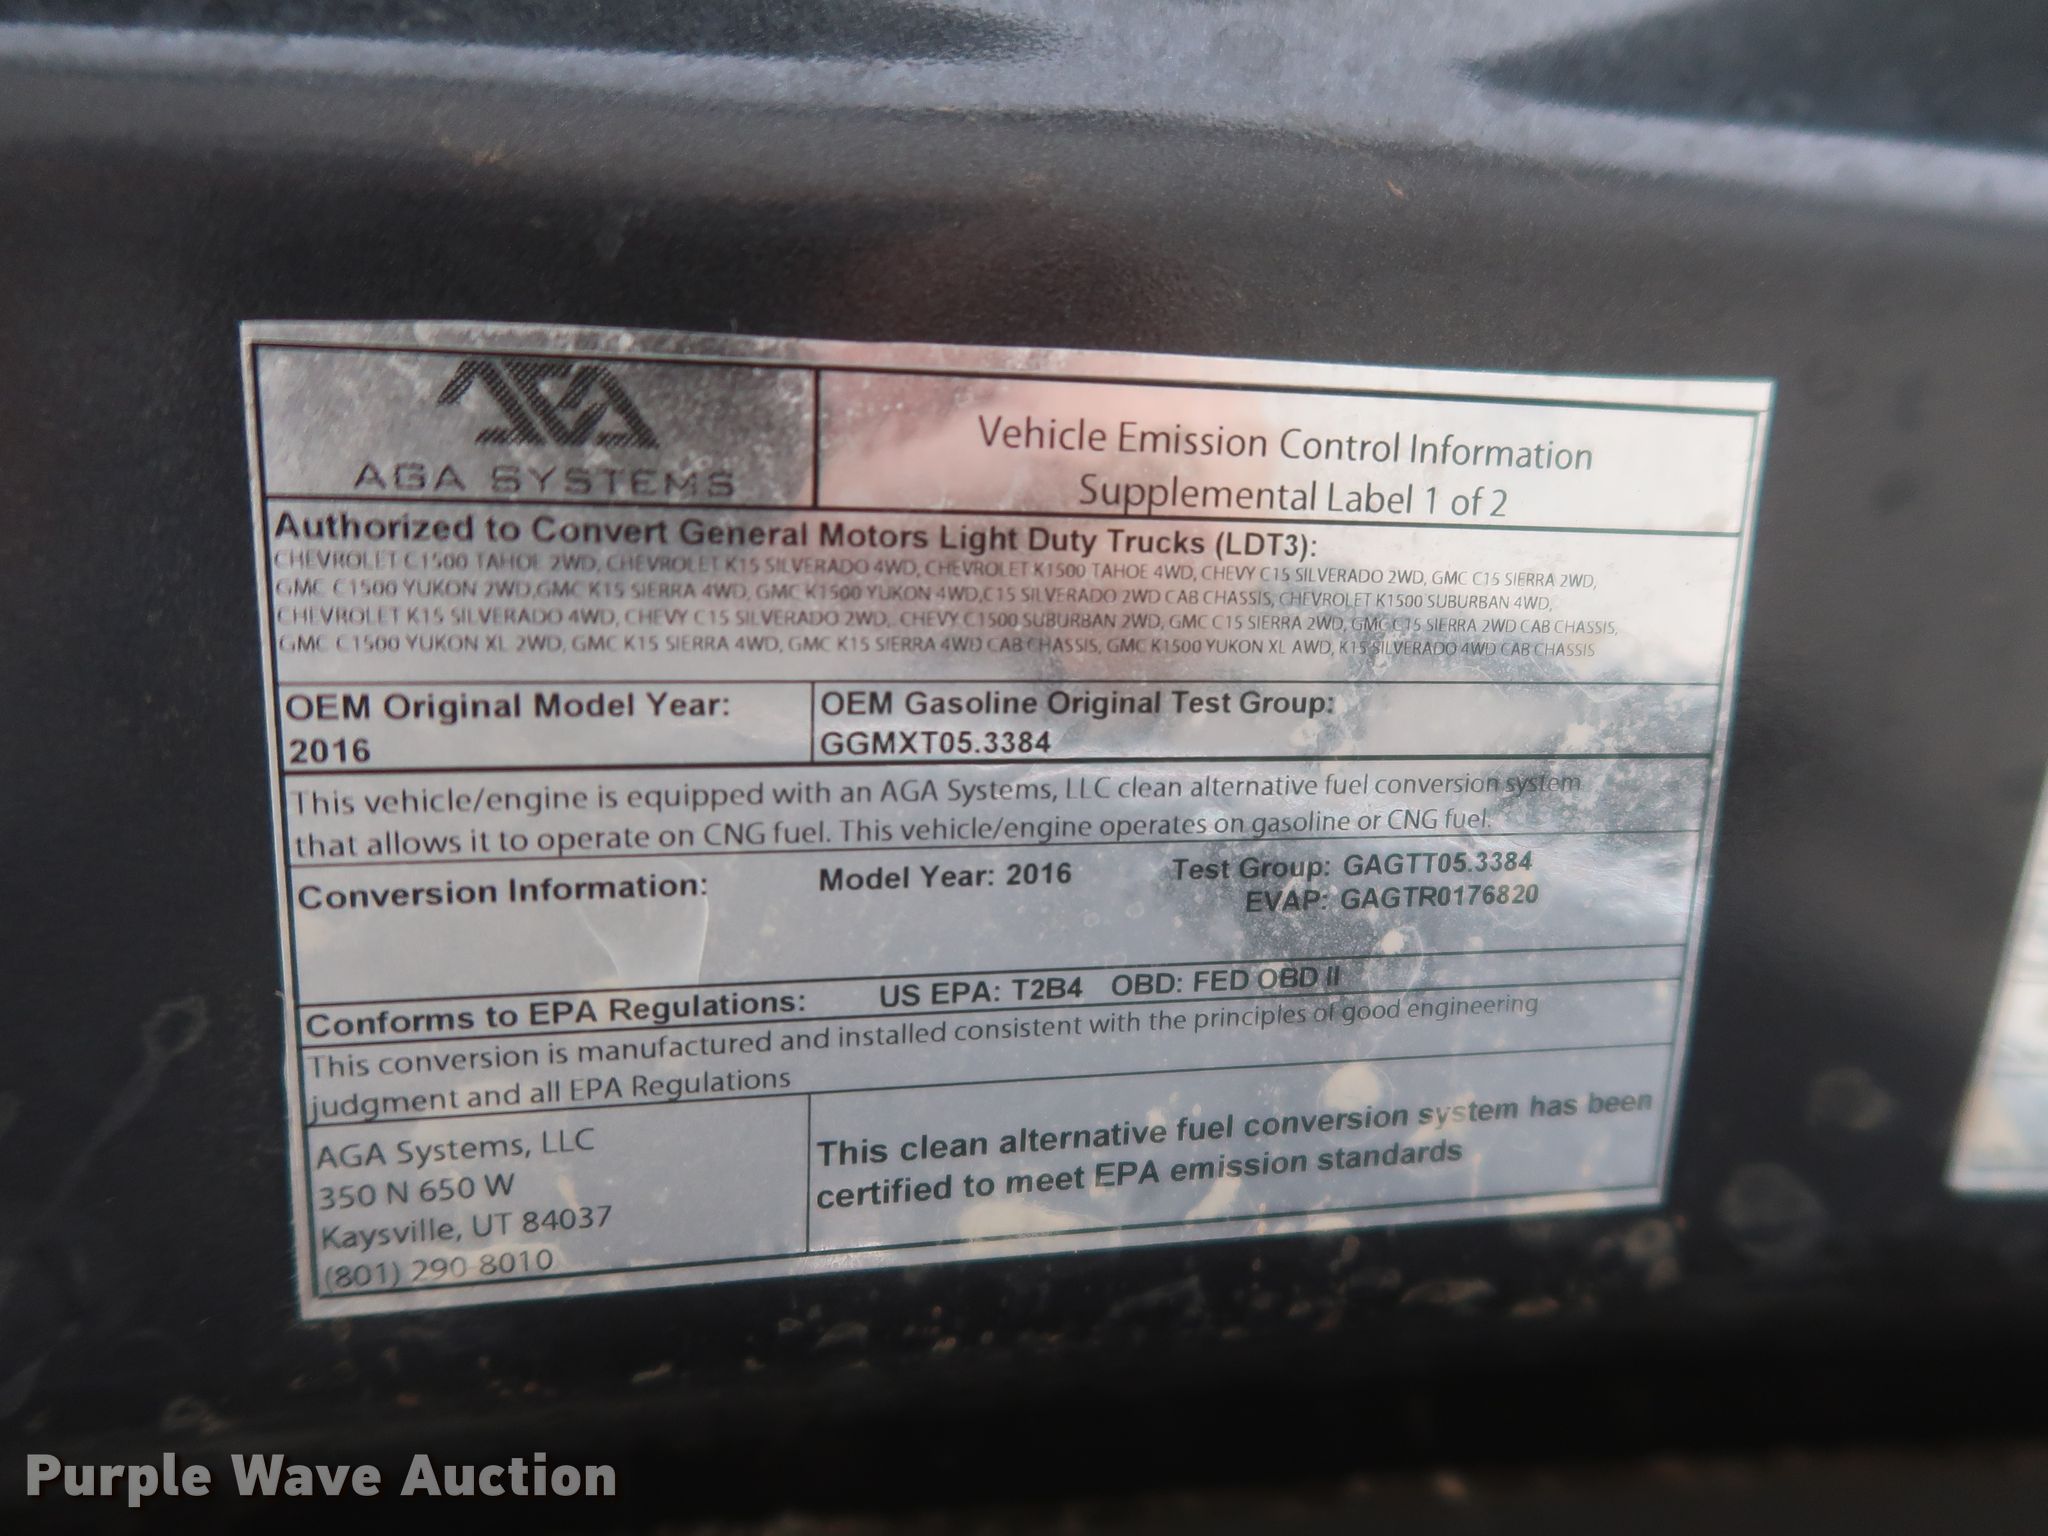 AGA SYSTEMS
Vehicle Emission Control Information
Supplemental Label 1 of 2
Authorized to Convert General Motors Light Duty Trucks (LDT3):
CHEVROLET C1500 TAHOE 2WD, CHEVROLET K15 SILVERADO 4WD, CHEVROLET K1500 TAHOE 4WD, CHEVY C15 SILVERADO 2WD, GMC C15 SIERRA 2WD,
GMC C1500 YUKON 2WD,GMC K15 SIERRA 4WD, GMC K1500 YUKON 4WD,C15 SILVERADO 2WD CAB CHASSIS, CHEVROLET K1500 SUBURBAN 4WD,
CHEVROLET K15 SILVERADO 4WD, CHEVY C15 SILVERADO 2WD, CHEVY C1500 SUBURBAN 2WD, GMC C15 SIERRA 2WD, GMC C15 SIERRA 2WD CAB CHASSIS,
GMC C1500 YUKON XL 2WD, GMC K15 SIERRA 4WD, GMC K15 SIERRA 4WD CAB CHASSIS, GMC K1500 YUKON XL AWD, K15 SILVERADO 4WD CAB CHASSIS
OEM Original Model Year:
2016
OEM Gasoline Original Test Group:
GGMXT05.3384
This vehicle/engine is equipped with an AGA Systems, LLC clean alternative fuel conversion system
that allows it to operate on CNG fuel. This vehicle/engine operates on gasoline or CNG fuel.
Conversion Information: Model Year: 2016 Test Group: GAGTT05.3384
EVAP: GAGTR0176820
Conforms to EPA Regulations: US EPA: T2B4 OBD: FED OBD II
This conversion is manufactured and installed consistent with the principles of good engineering
judgment and all EPA Regulations
AGA Systems, LLC
350 N 650 W
Kaysville, UT 84037
(801) 290-8010
This clean alternative fuel conversion system has been
certified to meet EPA emission standards
Purple Wave Auction